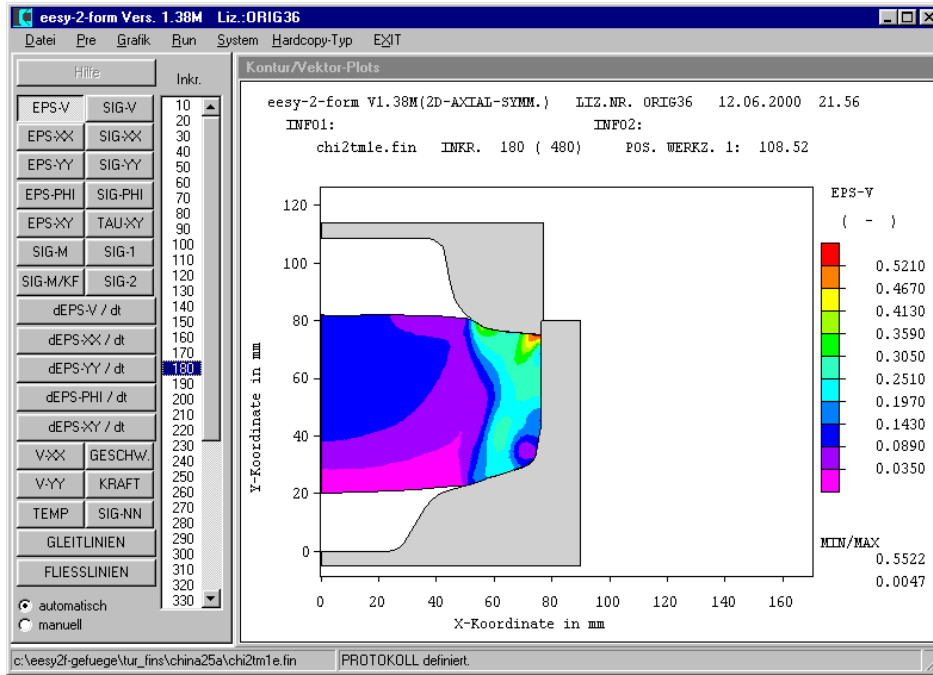 eesy-2-form Vers. 1.38M Liz.:ORIG36
Datei Pre Grafik Run System Hardcopy-Typ EXIT
Hilfe
Inkr.
EPS-V SIG-V
EPS-XX SIG-XX
EPS-YY SIG-YY
EPS-PHI SIG-PHI
EPS-XY TAU-XY
SIG-M SIG-1
SIG-M/KF SIG-2
dEPS-V / dt
dEPS-XX / dt
dEPS-YY / dt
dEPS-PHI / dt
dEPS-XY / dt
V-XX GESCHW.
V-YY KRAFT
TEMP SIG-NN
GLEITLINIEN
FLIESSLINIEN
automatisch
manuell
10
20
30
40
50
60
70
80
90
100
110
120
130
140
150
160
170
180
190
200
210
220
230
240
250
260
270
280
290
300
310
320
330
Kontur/Vektor-Plots
eesy-2-form V1.38M(2D-AXIAL-SYMM.) LIZ.NR. ORIG36 12.06.2000 21.56
INFO1: INFO2:
chi2tm1e.fin INKR. 180 ( 480) POS. WERKZ. 1: 108.52
120
100
80
60
40
20
0
Y-Koordinate in mm
0 20 40 60 80 100 120 140 160
X-Koordinate in mm
EPS-V
( - )
0.5210
0.4670
0.4130
0.3590
0.3050
0.2510
0.1970
0.1430
0.0890
0.0350
MIN/MAX
0.5522
0.0047
c:\eesy2f-gefuege\tur_fins\china25a\chi2tm1e.fin PROTOKOLL definiert.